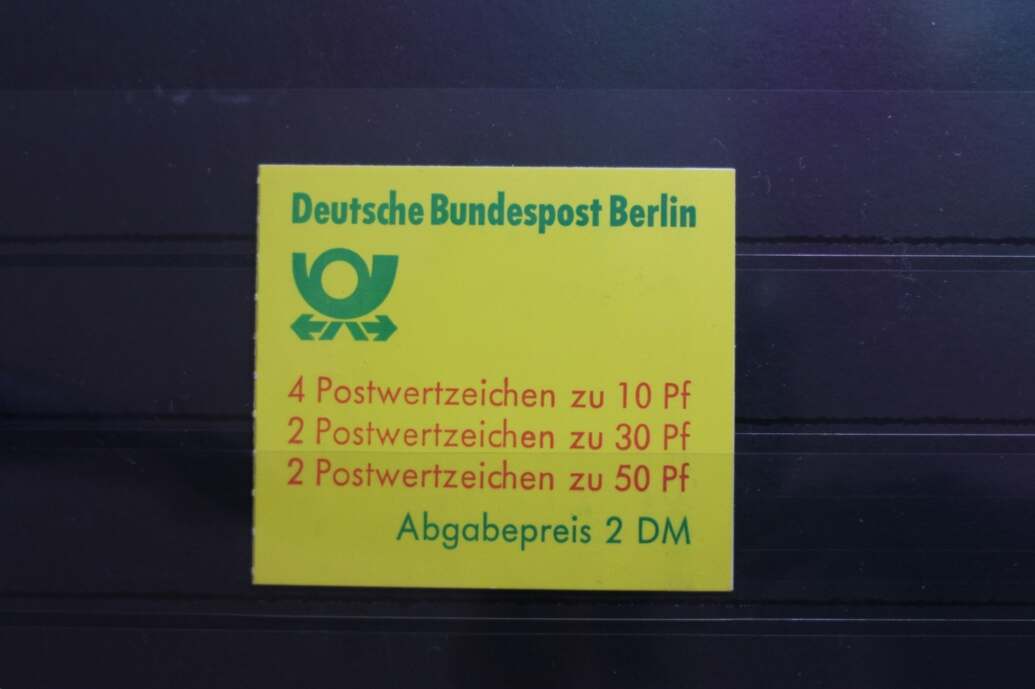 Deutsche Bundespost Berlin
4 Postwertzeichen zu 10 Pf
2 Postwertzeichen zu 30 Pf
2 Postwertzeichen zu 50 Pf
Abgabepreis 2 DM